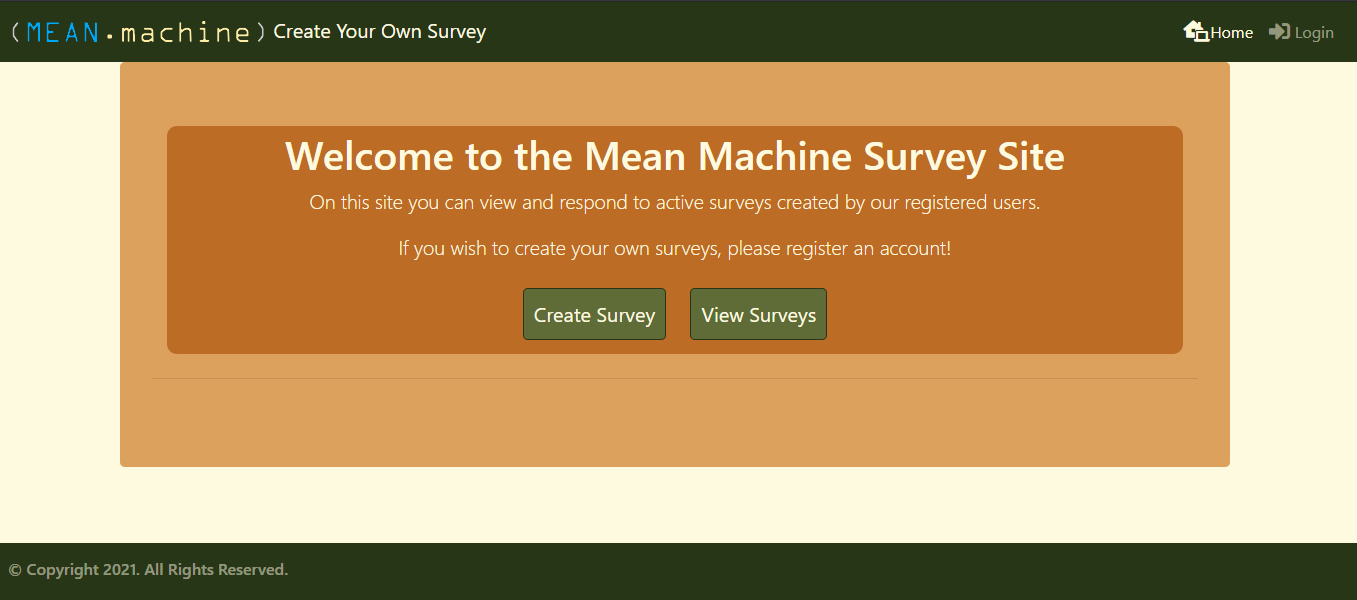 (MEAN.machine) Create Your Own Survey Home Login
Welcome to the Mean Machine Survey Site
On this site you can view and respond to active surveys created by our registered users.
If you wish to create your own surveys, please register an account!
Create Survey View Surveys
© Copyright 2021. All Rights Reserved.